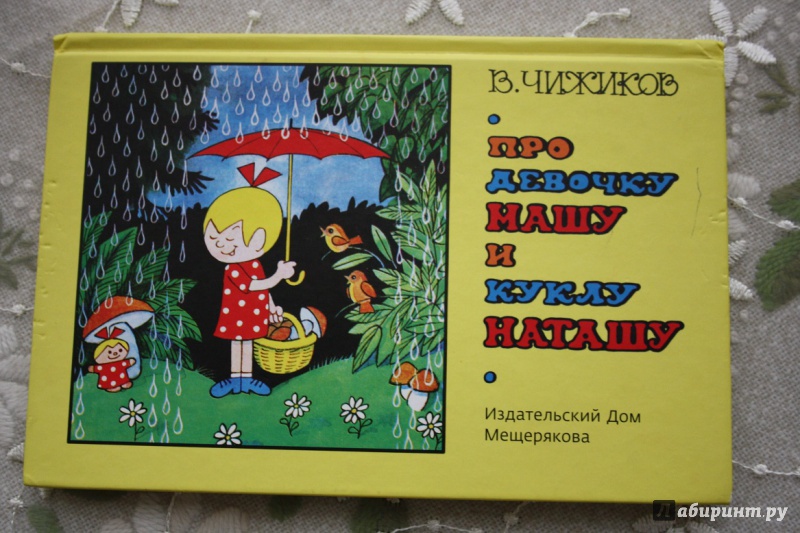 В. ЧИЖИКОВ
ПРО
ДЕВОЧКУ
МАШУ
И
КУКЛУ
НАТАШУ
Издательский Дом
Мещерякова
Лабиринт.ру